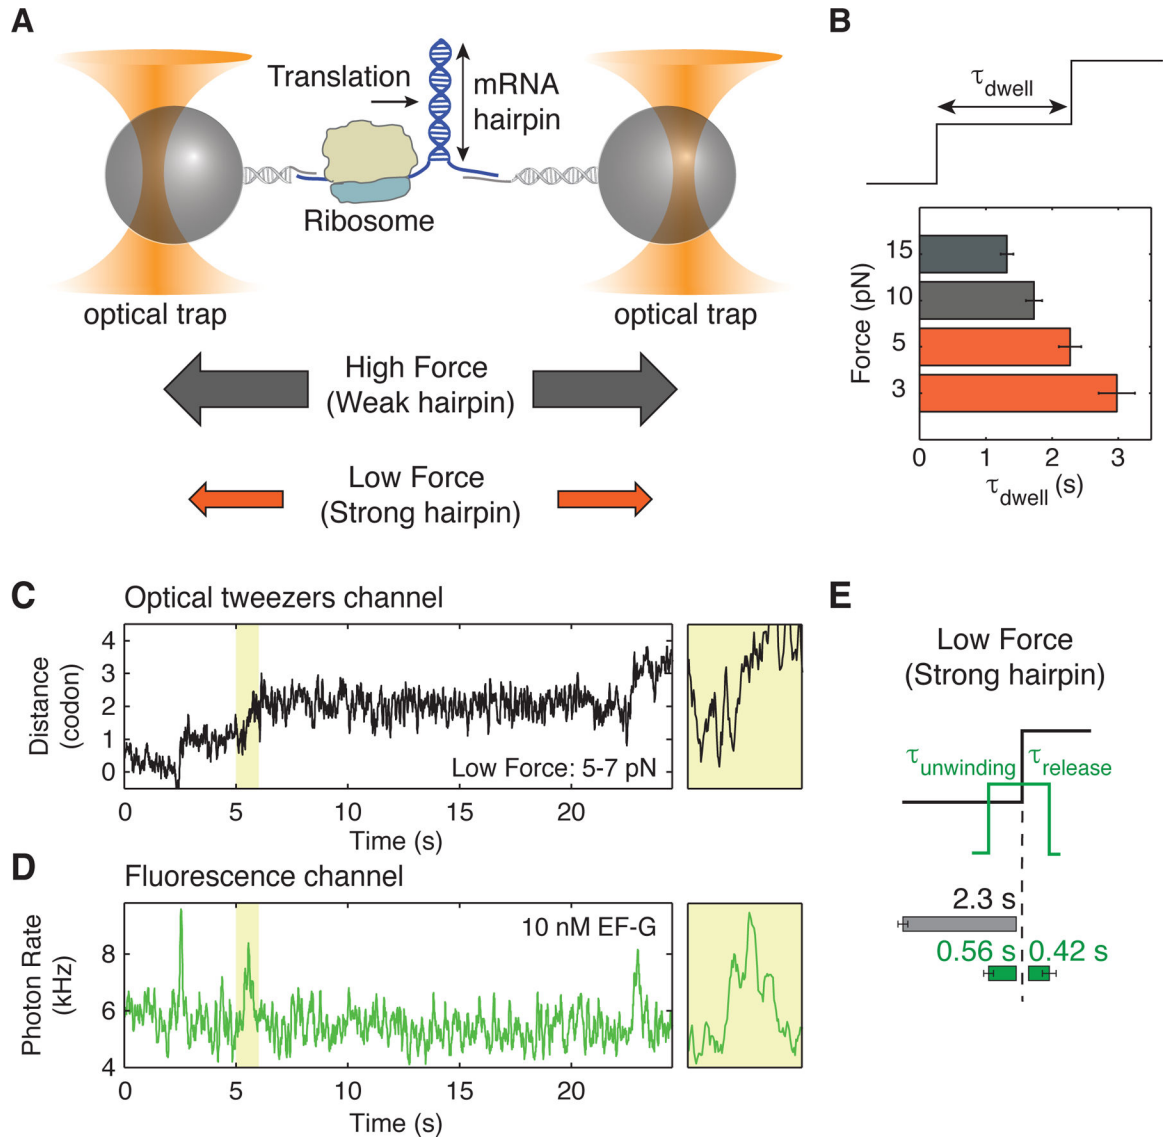 A
Translation
mRNA
hairpin
Ribosome
optical trap
optical trap
High Force
(Weak hairpin)
Low Force
(Strong hairpin)
B
τdwell
Force (pN)
15
10
5
3
0 1 2 3
τdwell (s)
C
Optical tweezers channel
Distance
(codon)
4
3
2
1
0
Low Force: 5-7 pN
0 5 10 15 20
Time (s)
D
Fluorescence channel
Photon Rate
(kHz)
8
6
4
10 nM EF-G
0 5 10 15 20
Time (s)
E
Low Force
(Strong hairpin)
τunwinding τrelease
2.3 s
0.56 s 0.42 s